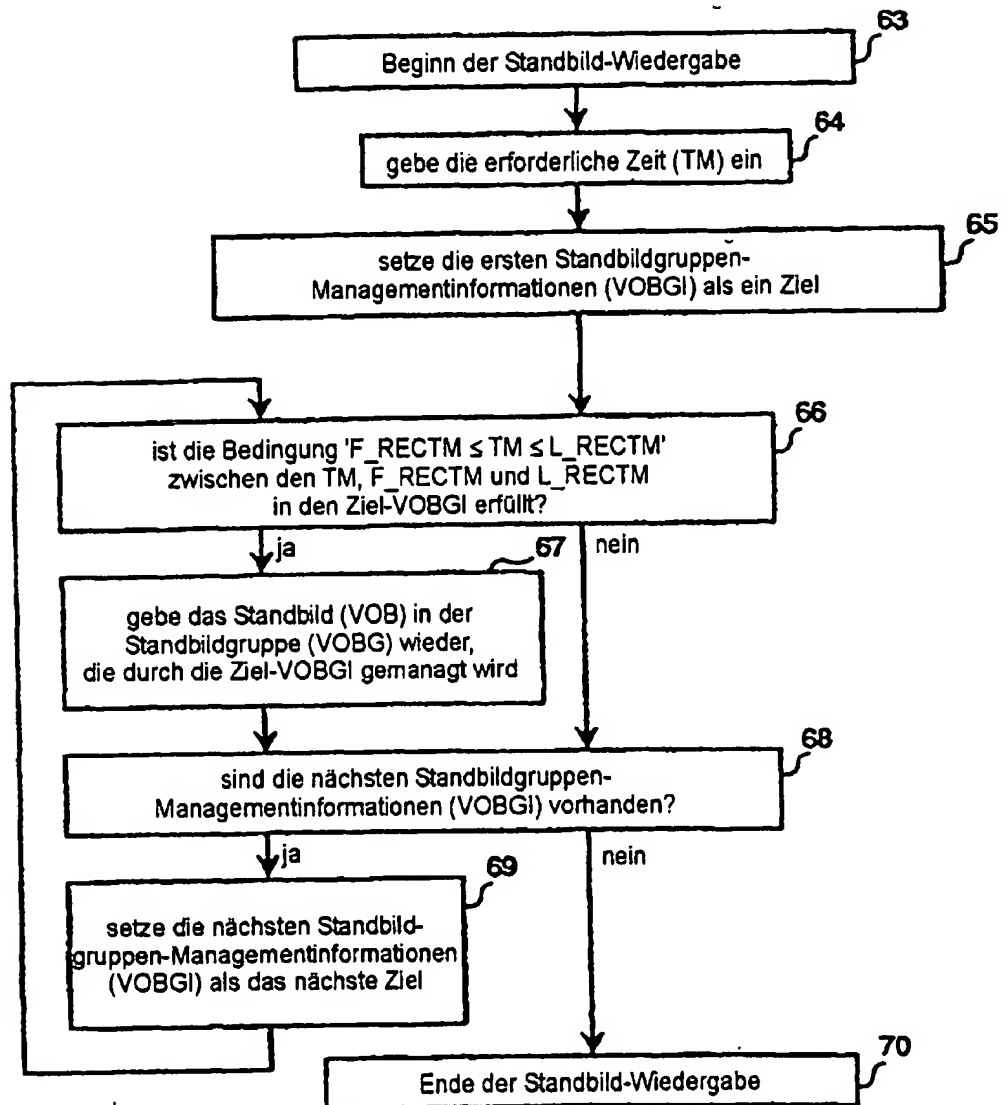 63
Beginn der Standbild-Wiedergabe
64
gebe die erforderliche Zeit (TM) ein
65
setze die ersten Standbildgruppen-
Managementinformationen (VOBGI) als ein Ziel
66
ist die Bedingung 'F_RECTM ≤ TM ≤ L_RECTM'
zwischen den TM, F_RECTM und L_RECTM
in den Ziel-VOBGI erfüllt?
ja
nein
67
gebe das Standbild (VOB) in der
Standbildgruppe (VOBG) wieder,
die durch die Ziel-VOBGI gemanagt wird
68
sind die nächsten Standbildgruppen-
Managementinformationen (VOBGI) vorhanden?
ja
nein
69
setze die nächsten Standbild-
gruppen-Managementinformationen
(VOBGI) als das nächste Ziel
70
Ende der Standbild-Wiedergabe